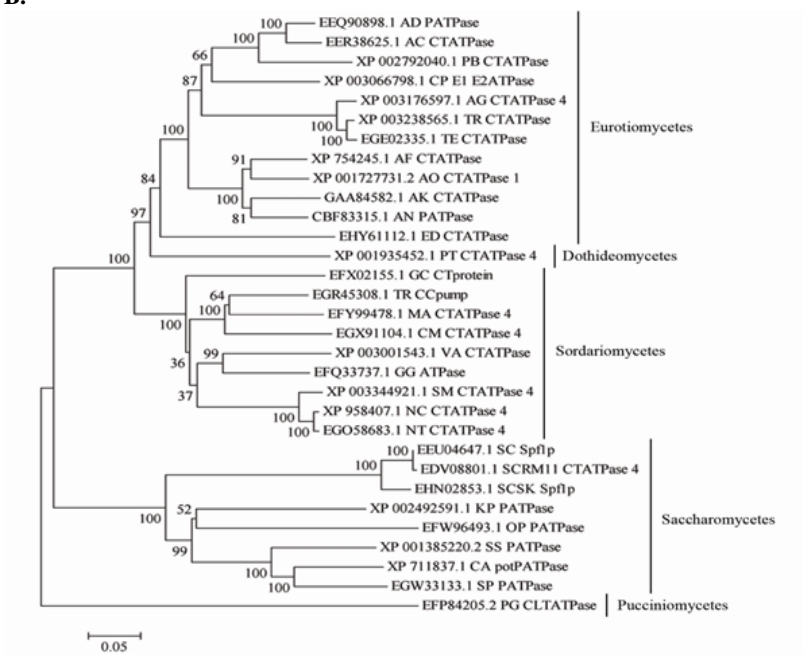 B.
100
EEQ90898.1 AD PATPase
100
EER38625.1 AC CTATPase
66
XP 002792040.1 PB CTATPase
87
XP 003066798.1 CP E1 E2ATPase
XP 003176597.1 AG CTATPase 4
100
XP 003238565.1 TR CTATPase
100
EGE02335.1 TE CTATPase
Eurotiomycetes
100
91
XP 754245.1 AF CTATPase
XP 001727731.2 AO CTATPase 1
84
100
GAA84582.1 AK CTATPase
81
CBF83315.1 AN PATPase
97
EHY61112.1 ED CTATPase
100
XP 001935452.1 PT CTATPase 4
Dothideomycetes
EFX02155.1 GC CTprotein
64
EGR45308.1 TR CCpump
100
EFY99478.1 MA CTATPase 4
100
EGX91104.1 CM CTATPase 4
36
99
XP 003001543.1 VA CTATPase
Sordariomycetes
EFQ33737.1 GG ATPase
37
XP 003344921.1 SM CTATPase 4
100
XP 958407.1 NC CTATPase 4
100
EGO58683.1 NT CTATPase 4
100
EEU04647.1 SC Spf1p
100
EDV08801.1 SCRM11 CTATPase 4
EHN02853.1 SCSK Spf1p
100
52
XP 002492591.1 KP PATPase
Saccharomycetes
EFW96493.1 OP PATPase
99
XP 001385220.2 SS PATPase
100
XP 711837.1 CA potPATPase
100
EGW33133.1 SP PATPase
EFP84205.2 PG CLTATPase
Pucciniomycetes
0.05